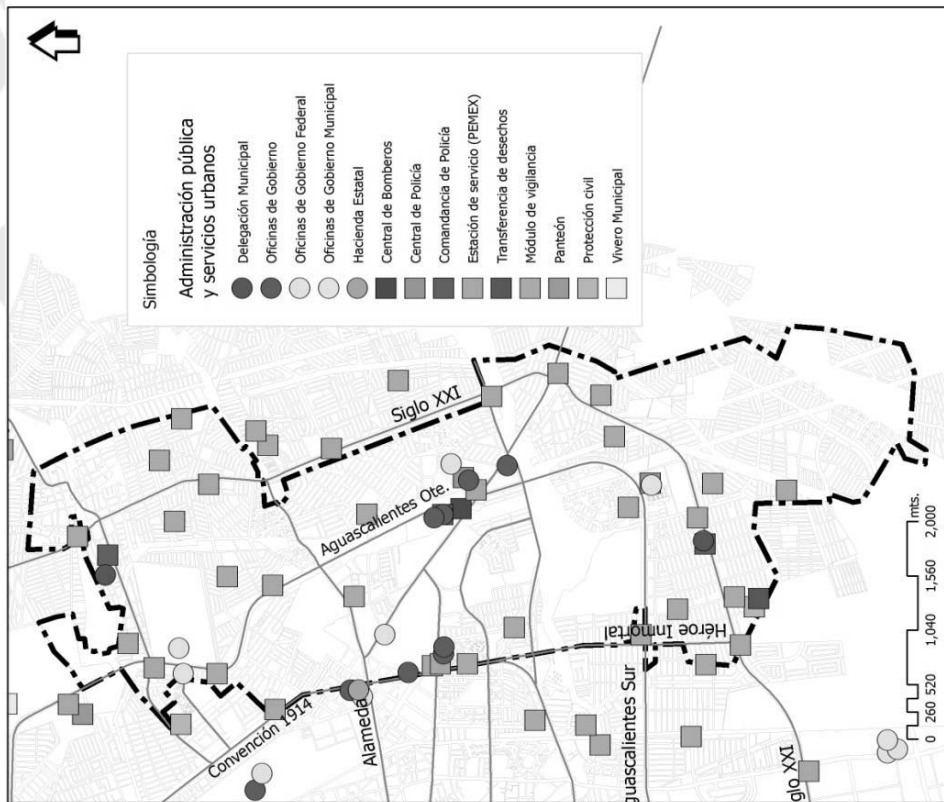 Simbología
Administración pública
y servicios urbanos
Delegación Municipal
Oficinas de Gobierno
Oficinas de Gobierno Federal
Oficinas de Gobierno Municipal
Hacienda Estatal
Central de Bomberos
Central de Policía
Comandancia de Policía
Estación de servicio (PEMEX)
Transferencia de desechos
Módulo de vigilancia
Panteón
Protección civil
Vivero Municipal
Siglo XXI
Aguascalientes Ote.
Convención 1914
Alameda
Héroe Inmortal
guascalientes Sur
glo XXI
0 260 520 1,040 1,560 2,000
mts.